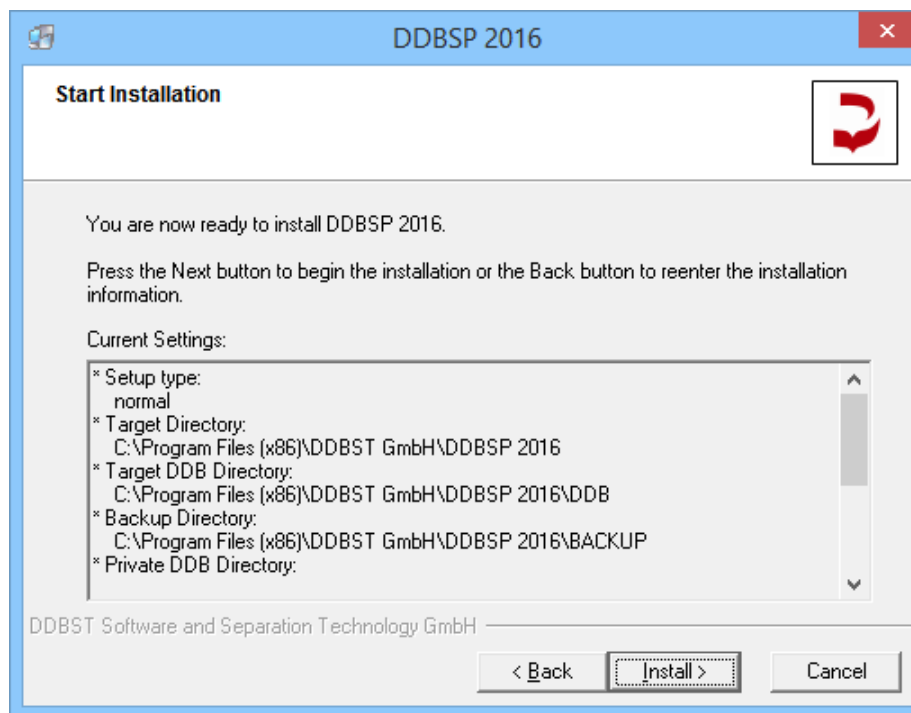 DDBSP 2016
Start Installation
You are now ready to install DDBSP 2016.
Press the Next button to begin the installation or the Back button to reenter the installation
information.
Current Settings:
* Setup type:
normal
* Target Directory:
C:\Program Files (x86)\DDBST GmbH\DDBSP 2016
* Target DDB Directory:
C:\Program Files (x86)\DDBST GmbH\DDBSP 2016\DDB
* Backup Directory:
C:\Program Files (x86)\DDBST GmbH\DDBSP 2016\BACKUP
* Private DDB Directory:
DDBST Software and Separation Technology GmbH
< Back Install > Cancel